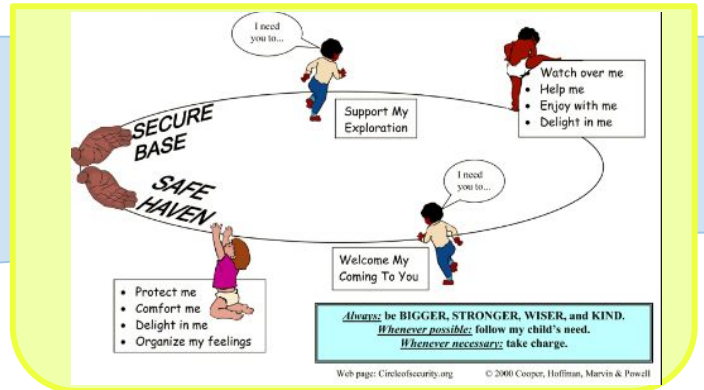 I need
you to...
SECURE
BASE
Support My
Exploration
Watch over me
• Help me
• Enjoy with me
• Delight in me
SAFE
HAVEN
I need
you to...
Welcome My
Coming To You
• Protect me
• Comfort me
• Delight in me
• Organize my feelings
Always: be BIGGER, STRONGER, WISER, and KIND.
Whenever possible: follow my child's need.
Whenever necessary: take charge.
Web page: Circleofsecurity.org © 2000 Cooper, Hoffman, Marvin & Powell